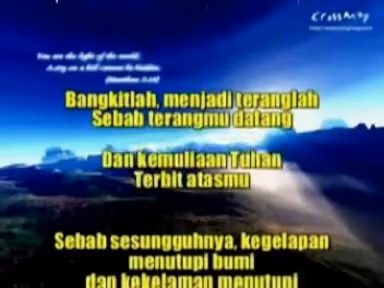 CrossMap
You are the light of the world.
A city on a hill cannot be hidden.
(Matthew 5:14)
Bangkitlah, menjadi teranglah
Sebab terangmu datang
Dan kemuliaan Tuhan
Terbit atasmu
Sebab sesungguhnya, kegelapan
menutupi bumi
dan kekelaman menutupi